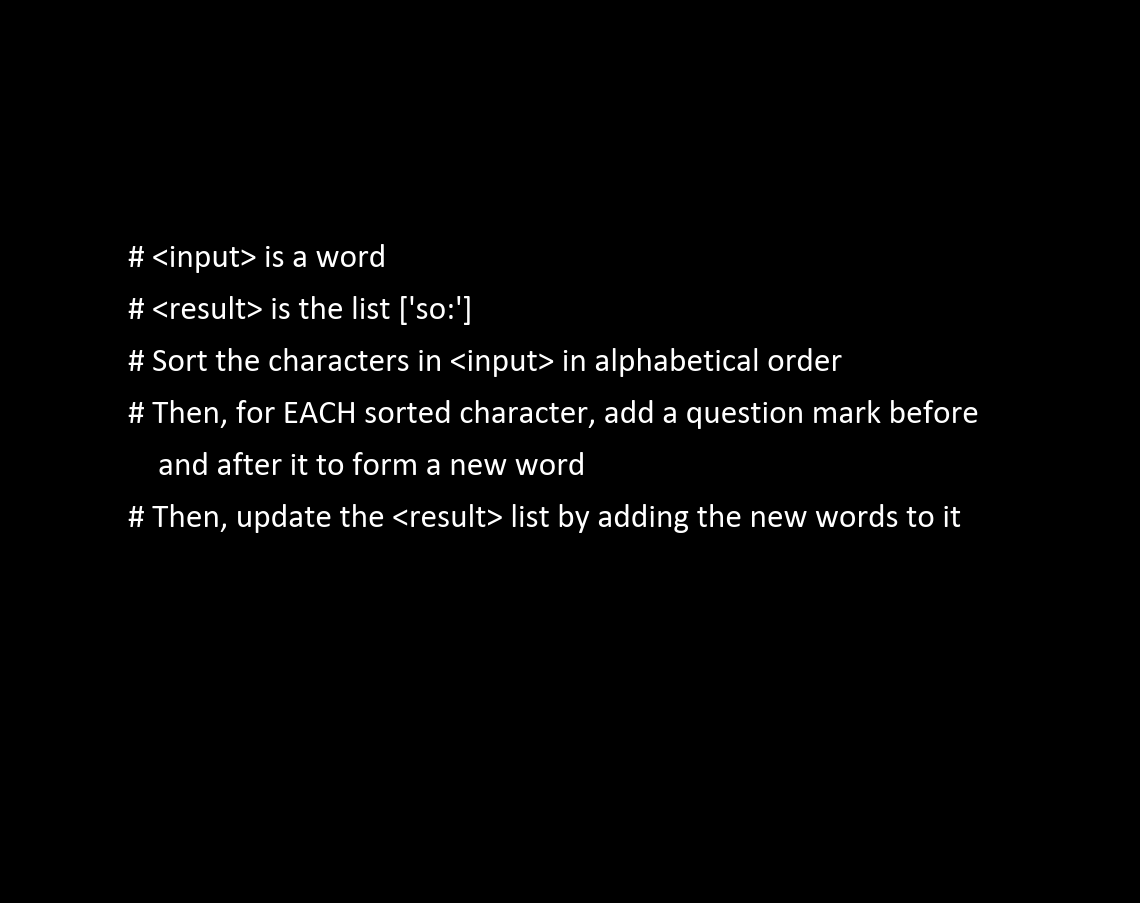 # <input> is a word
# <result> is the list ['so:']
# Sort the characters in <input> in alphabetical order
# Then, for EACH sorted character, add a question mark before
and after it to form a new word
# Then, update the <result> list by adding the new words to it